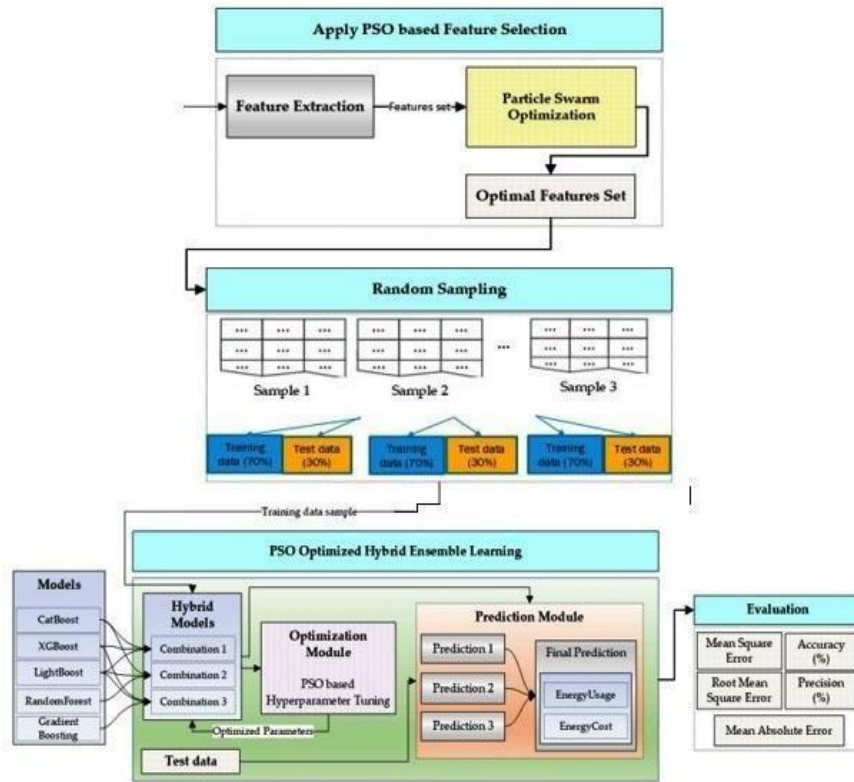 Apply PSO based Feature Selection
Feature Extraction
Features set
Particle Swarm
Optimization
Optimal Features Set
Random Sampling
... ... ... ... ... ... ... ... ...
... ... ... ... ... ... ... ... ... ...
... ... ... ... ... ... ... ... ...
Sample 1
Sample 2
Sample 3
Training
data (70%)
Test data
(30%)
Training
data (70%)
Test data
(30%)
Training
data (70%)
Test data
(30%)
Training data sample
PSO Optimized Hybrid Ensemble Learning
Models
CatBoost
XGBoost
LightBoost
RandomForest
Gradient
Boosting
Hybrid
Models
Combination 1
Combination 2
Combination 3
Optimization
Module
PSO based
Hyperparameter Tuning
Optimized Parameters
Test data
Prediction Module
Prediction 1
Prediction 2
Prediction 3
Final Prediction
EnergyUsage
EnergyCost
Evaluation
Mean Square
Error
Accuracy
(%)
Root Mean
Square Error
Precision
(%)
Mean Absolute Error